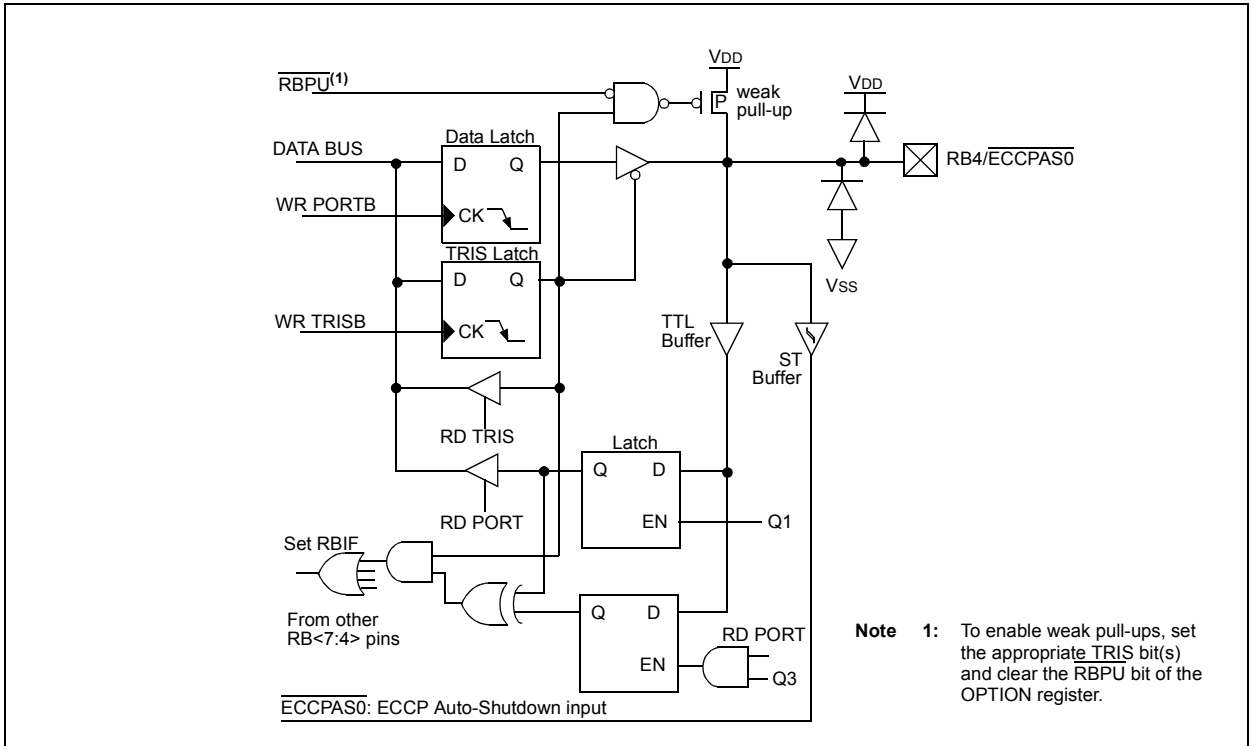 VDD
RBPU(1)
weak
pull-up
VDD
DATA BUS
Data Latch
D Q
RB4/ECCPAS0
WR PORTB
CK
TRIS Latch
D Q
VSS
WR TRISB
CK
TTL
Buffer
ST
Buffer
RD TRIS
Latch
Q D
RD PORT
EN
Q1
Set RBIF
From other
RB<7:4> pins
Q D
RD PORT
EN
Q3
ECCPAS0: ECCP Auto-Shutdown input
P
Note 1: To enable weak pull-ups, set
the appropriate TRIS bit(s)
and clear the RBPU bit of the
OPTION register.